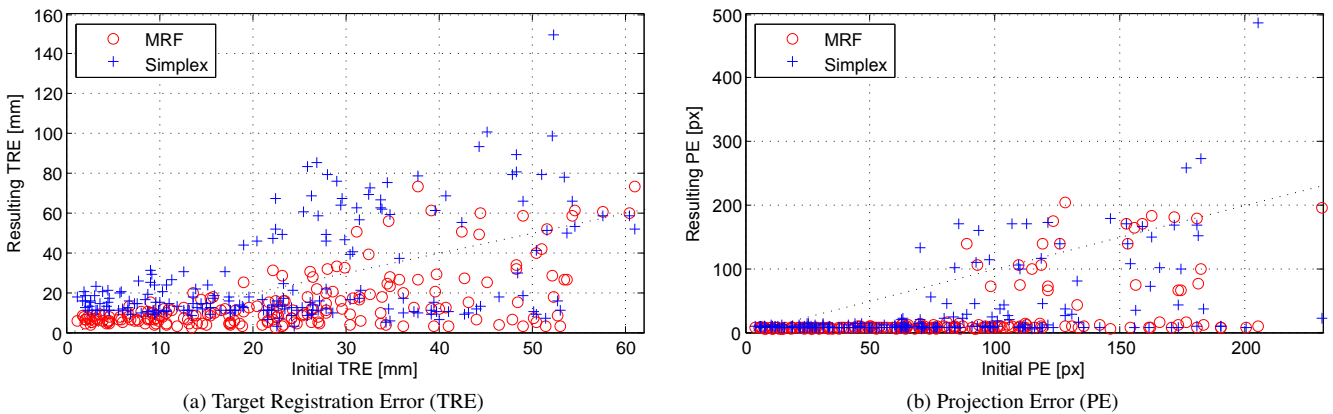 160
140
120
100
80
60
40
20
0
Resulting TRE [mm]
MRF
Simplex
0 10 20 30 40 50 60
Initial TRE [mm]
(a) Target Registration Error (TRE)
500
400
300
200
100
0
Resulting PE [px]
MRF
Simplex
50 100 150 200
Initial PE [px]
(b) Projection Error (PE)